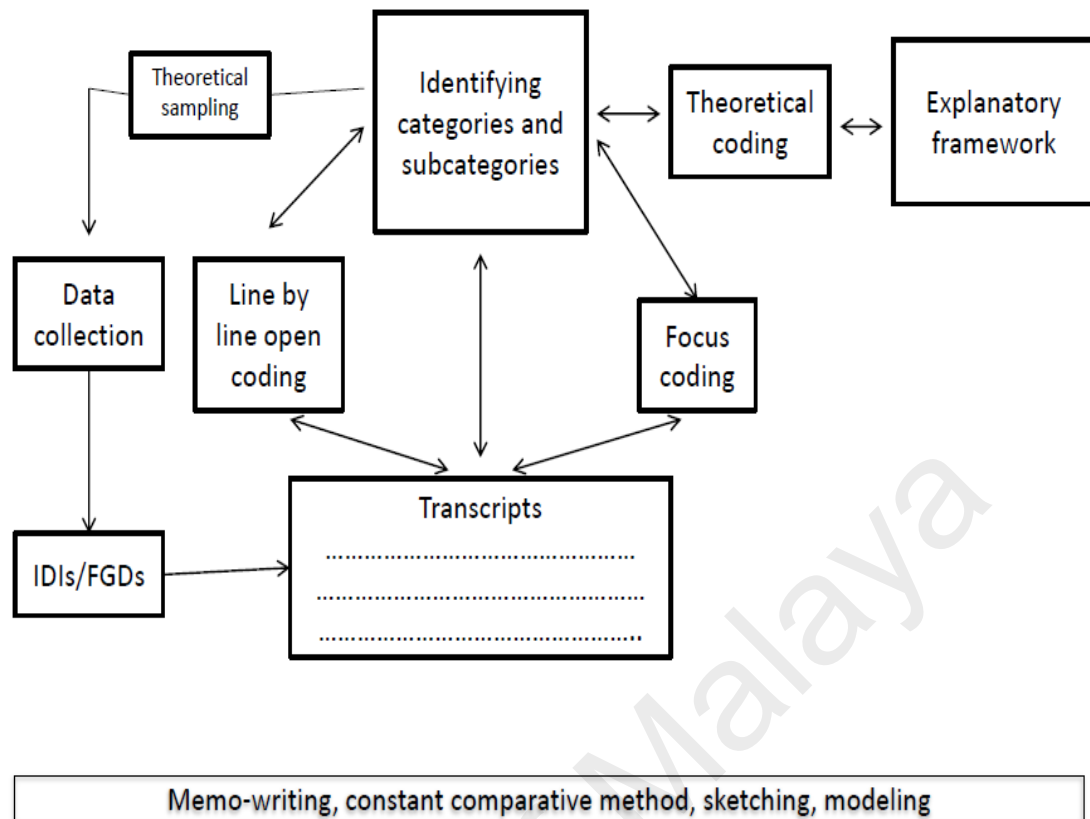 Theoretical
sampling
Identifying
categories and
subcategories
Theoretical
coding
Explanatory
framework
Data
collection
Line by
line open
coding
Focus
coding
IDIs/FGDs
Transcripts
…………………………………………
……………………………………………
…………………………………………..
Malaya
Memo-writing, constant comparative method, sketching, modeling